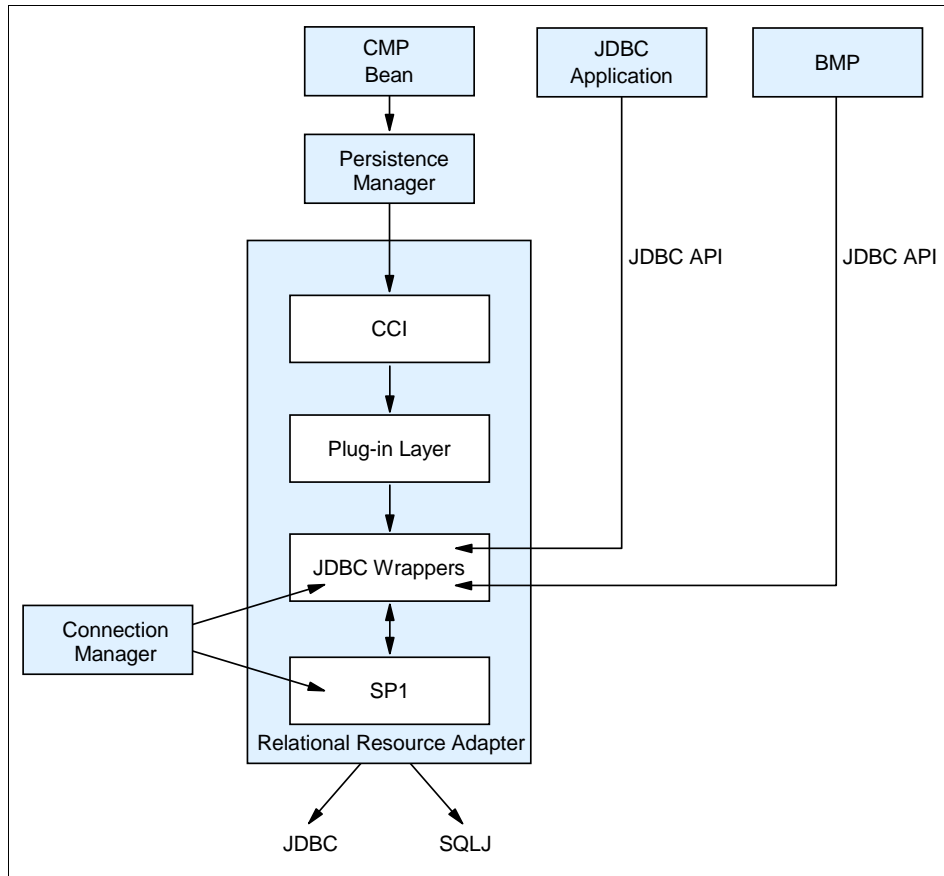 CMP
Bean
JDBC
Application
BMP
Persistence
Manager
JDBC API
JDBC API
CCI
Plug-in Layer
JDBC Wrappers
Connection
Manager
SP1
Relational Resource Adapter
JDBC
SQLJ